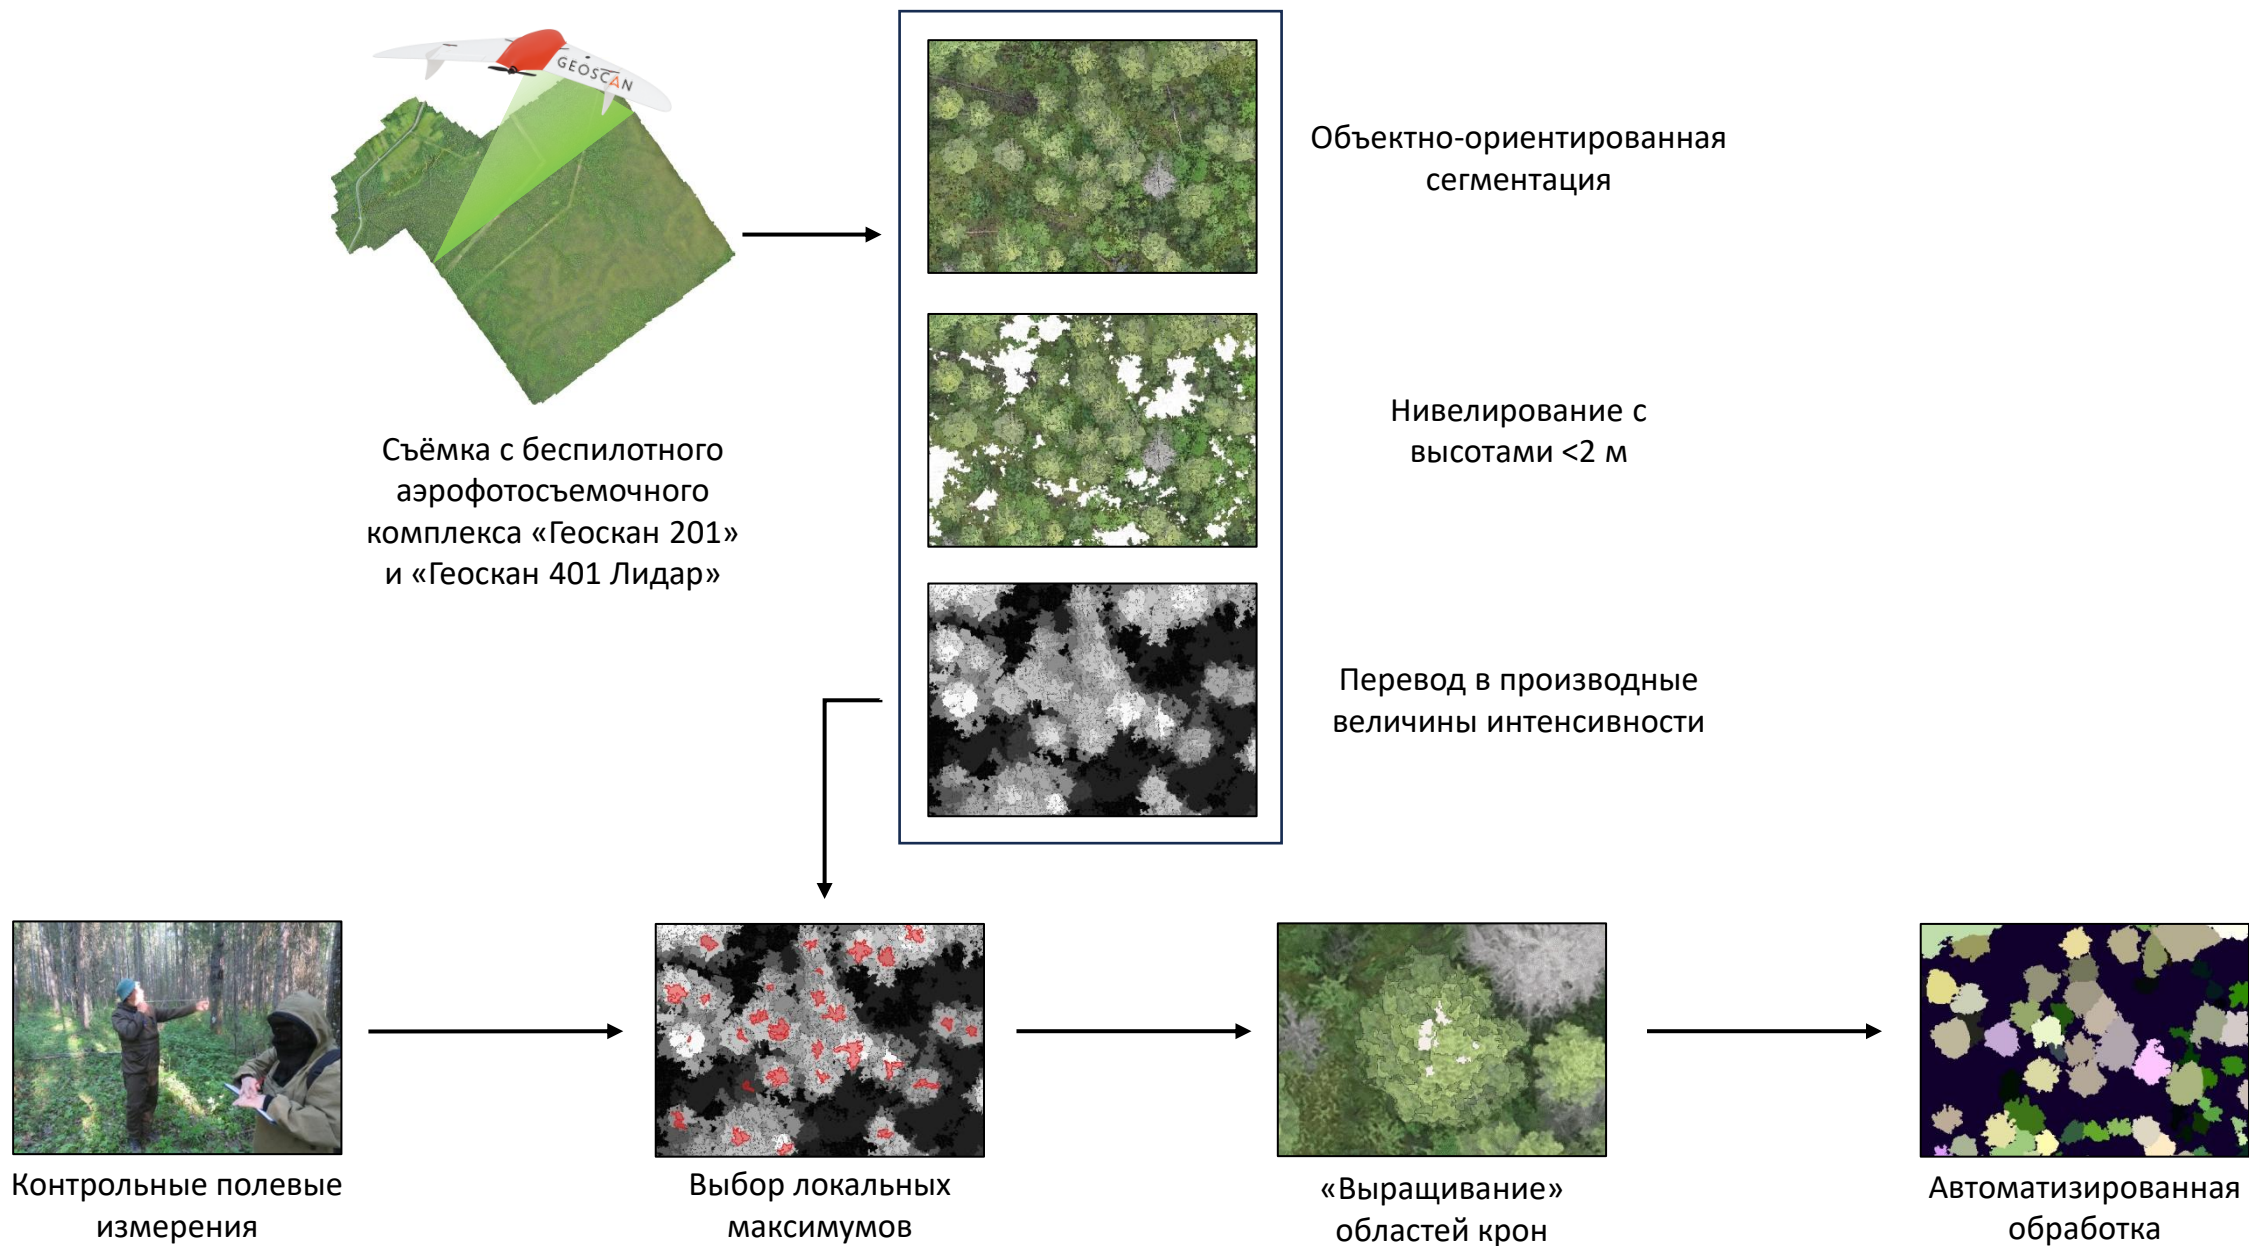 GEOSCAN
Объектно-ориентированная
сегментация
Съёмка с беспилотного
аэрофотосъемочного
комплекса «Геоскан 201»
и «Геоскан 401 Лидар»
Нивелирование с
высотами <2 м
Перевод в производные
величины интенсивности
Контрольные полевые
измерения
Выбор локальных
максимумов
«Выращивание»
областей крон
Автоматизированная
обработка